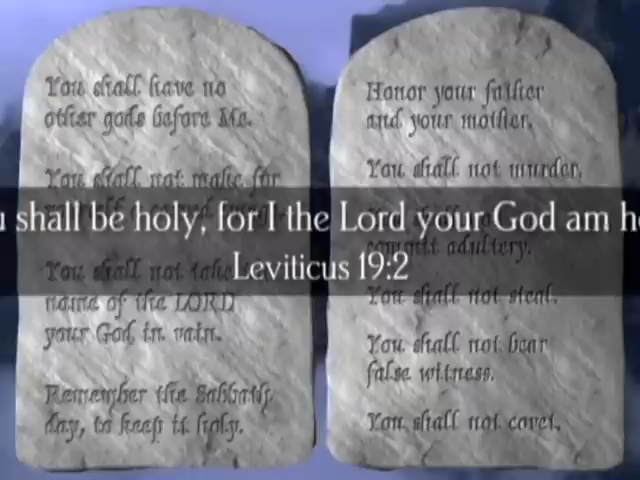 You shall have no
other gods before Me.
You shall not make for
You shall not take
name of the LORD
your God in vain.
Remember the Sabbath
day, to keep it holy.
Honor your father
and your mother.
You shall not murder.
commit adultery.
You shall not steal.
You shall not bear
false witness.
You shall not covet.
u shall be holy, for I the Lord your God am ho
Leviticus 19:2